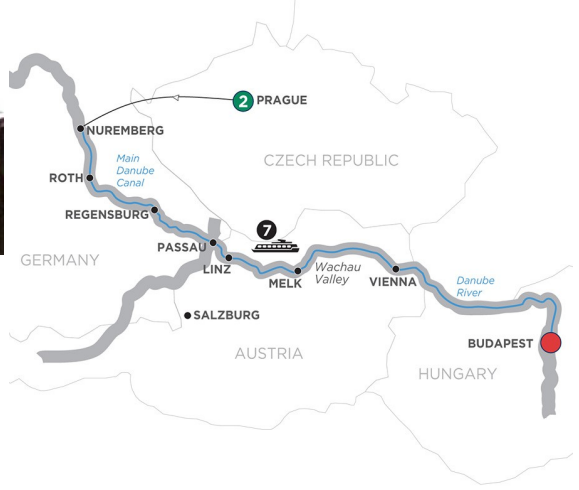 2 PRAGUE
NUREMBERG
CZECH REPUBLIC
Main
Danube
Canal
ROTH
REGENSBURG
7
PASSAU
GERMANY
LINZ
MELK
Wachau
Valley
VIENNA
Danube
River
SALZBURG
BUDAPEST
AUSTRIA
HUNGARY